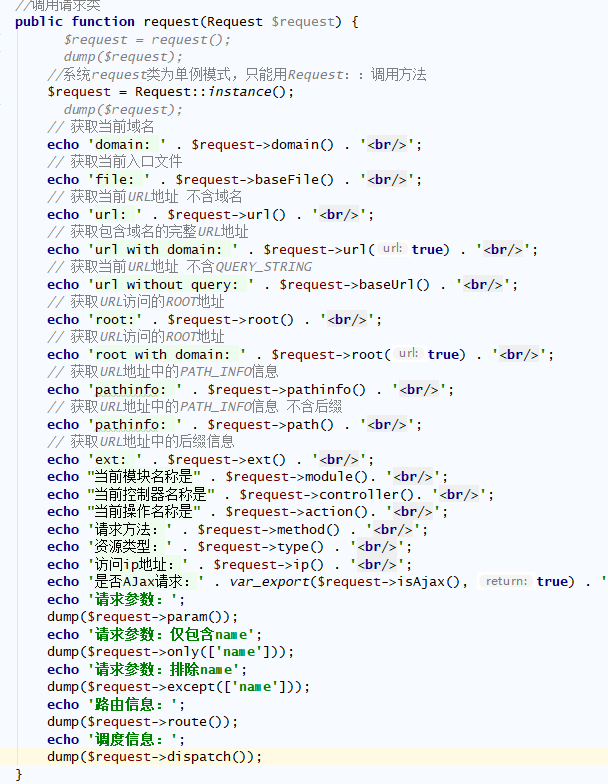 //调用请求类
public function request(Request $request) {
$request = request();
dump($request);
//系统request类为单例模式，只能用Request：：调用方法
$request = Request::instance();
dump($request);
// 获取当前域名
echo 'domain: ' . $request->domain() . '<br/>';
// 获取当前入口文件
echo 'file: ' . $request->baseFile() . '<br/>';
// 获取当前URL地址 不含域名
echo 'url: ' . $request->url() . '<br/>';
// 获取包含域名的完整URL地址
echo 'url with domain: ' . $request->url( url: true) . '<br/>';
// 获取当前URL地址 不含QUERY_STRING
echo 'url without query: ' . $request->baseUrl() . '<br/>';
// 获取URL访问的ROOT地址
echo 'root:' . $request->root() . '<br/>';
// 获取URL访问的ROOT地址
echo 'root with domain: ' . $request->root( url: true) . '<br/>';
// 获取URL地址中的PATH_INFO信息
echo 'pathinfo: ' . $request->pathinfo() . '<br/>';
// 获取URL地址中的PATH_INFO信息 不含后缀
echo 'pathinfo: ' . $request->path() . '<br/>';
// 获取URL地址中的后缀信息
echo 'ext: ' . $request->ext() . '<br/>';
echo "当前模块名称是" . $request->module(). '<br/>';
echo "当前控制器名称是" . $request->controller(). '<br/>';
echo "当前操作名称是" . $request->action(). '<br/>';
echo '请求方法：' . $request->method() . '<br/>';
echo '资源类型：' . $request->type() . '<br/>';
echo '访问ip地址：' . $request->ip() . '<br/>';
echo '是否AJax请求：' . var_export($request->isAjax(), return: true) . '
echo '请求参数：';
dump($request->param());
echo '请求参数：仅包含name';
dump($request->only(['name']));
echo '请求参数：排除name';
dump($request->except(['name']));
echo '路由信息：';
dump($request->route());
echo '调度信息：';
dump($request->dispatch());
}